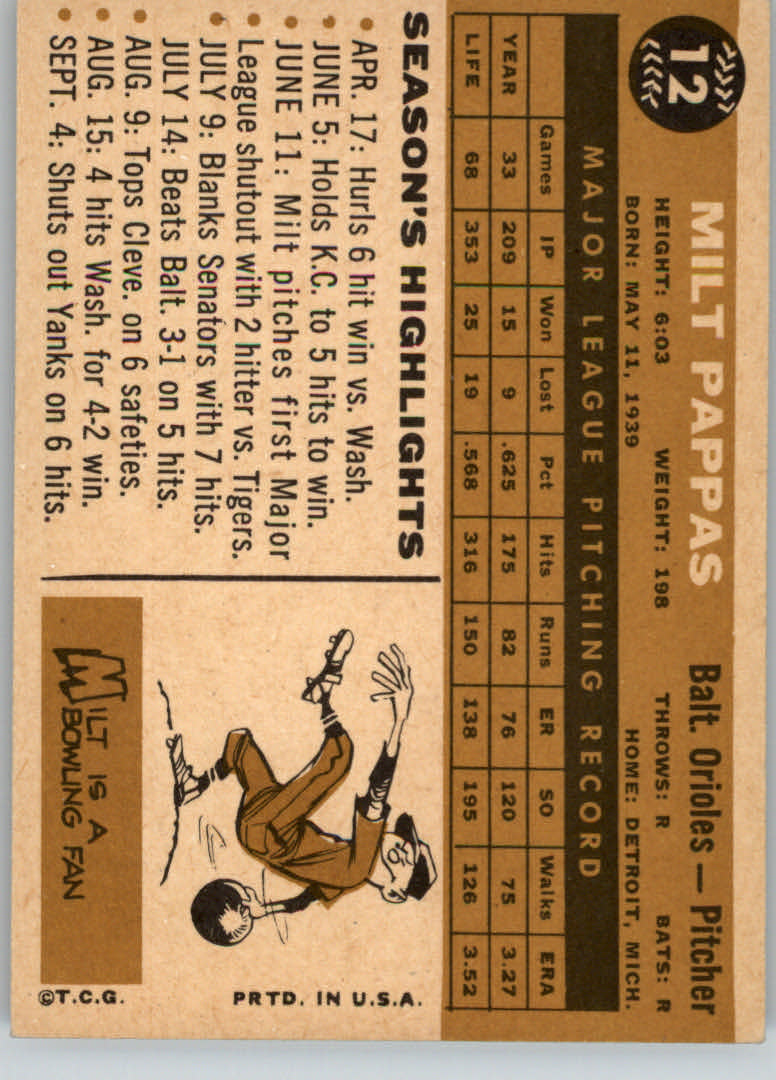 12
MILT PAPPAS
Balt. Orioles — Pitcher
HEIGHT: 6:03 WEIGHT: 198 THROWS: R BATS: R
BORN: MAY 11, 1939 HOME: DETROIT, MICH.
MAJOR LEAGUE PITCHING RECORD
Games IP Won Lost Pct Hits Runs ER SO Walks ERA
YEAR 33 209 15 9 .625 175 82 76 120 75 3.27
LIFE 68 353 25 19 .568 316 150 138 195 126 3.52
SEASON'S HIGHLIGHTS
• APR. 17: Hurls 6 hit win vs. Wash.
• JUNE 5: Holds K.C. to 5 hits to win.
• JUNE 11: Milt pitches first Major
League shutout with 2 hitter vs. Tigers.
• JULY 9: Blanks Senators with 7 hits.
JULY 14: Beats Balt. 3-1 on 5 hits.
• AUG. 9: Tops Cleve. on 6 safeties.
• AUG. 15: 4 hits Wash. for 4-2 win.
• SEPT. 4: Shuts out Yanks on 6 hits.
MILT IS A
BOWLING FAN
©T.C.G. PRTD. IN U.S.A.